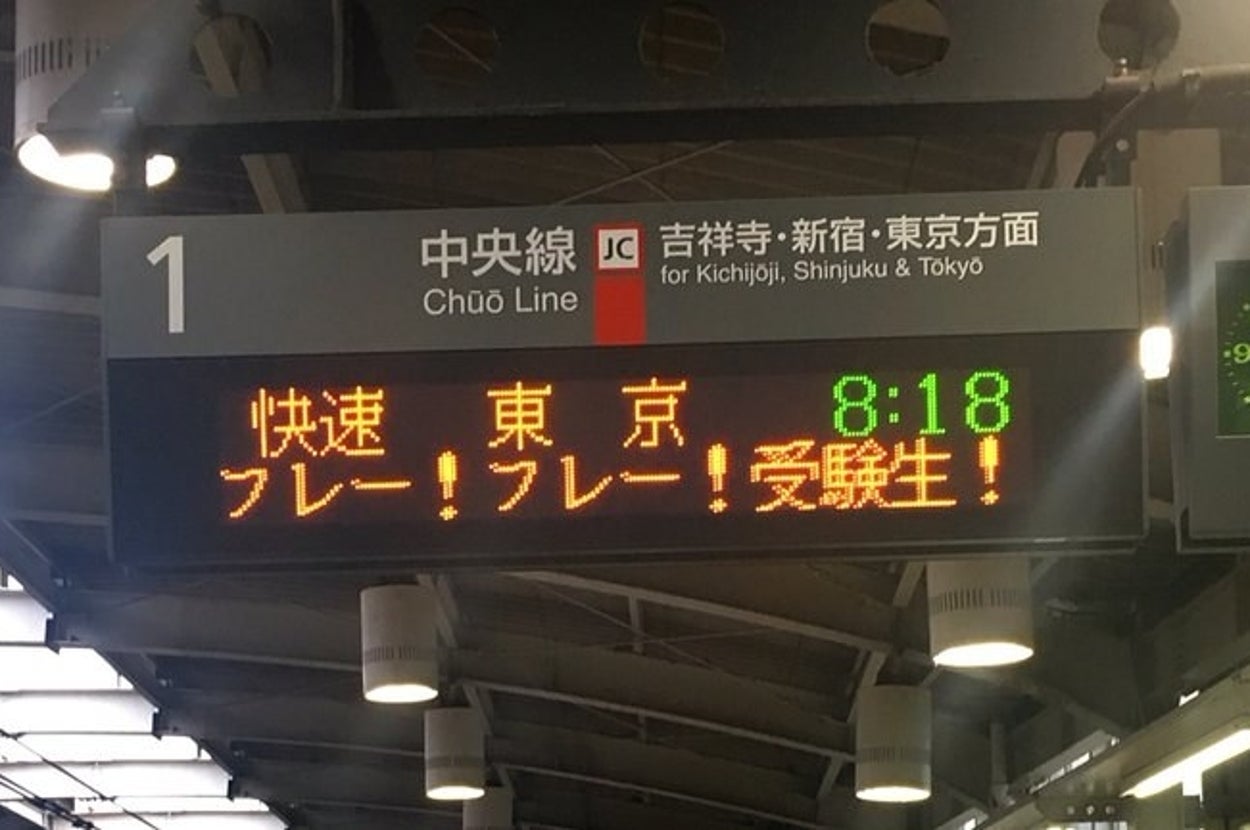 1
中央線
Chūō Line
JC
吉祥寺・新宿・東京方面
for Kichijōji, Shinjuku & Tōkyō
快速 東京 8:18
フレー！フレー！受験生！
9